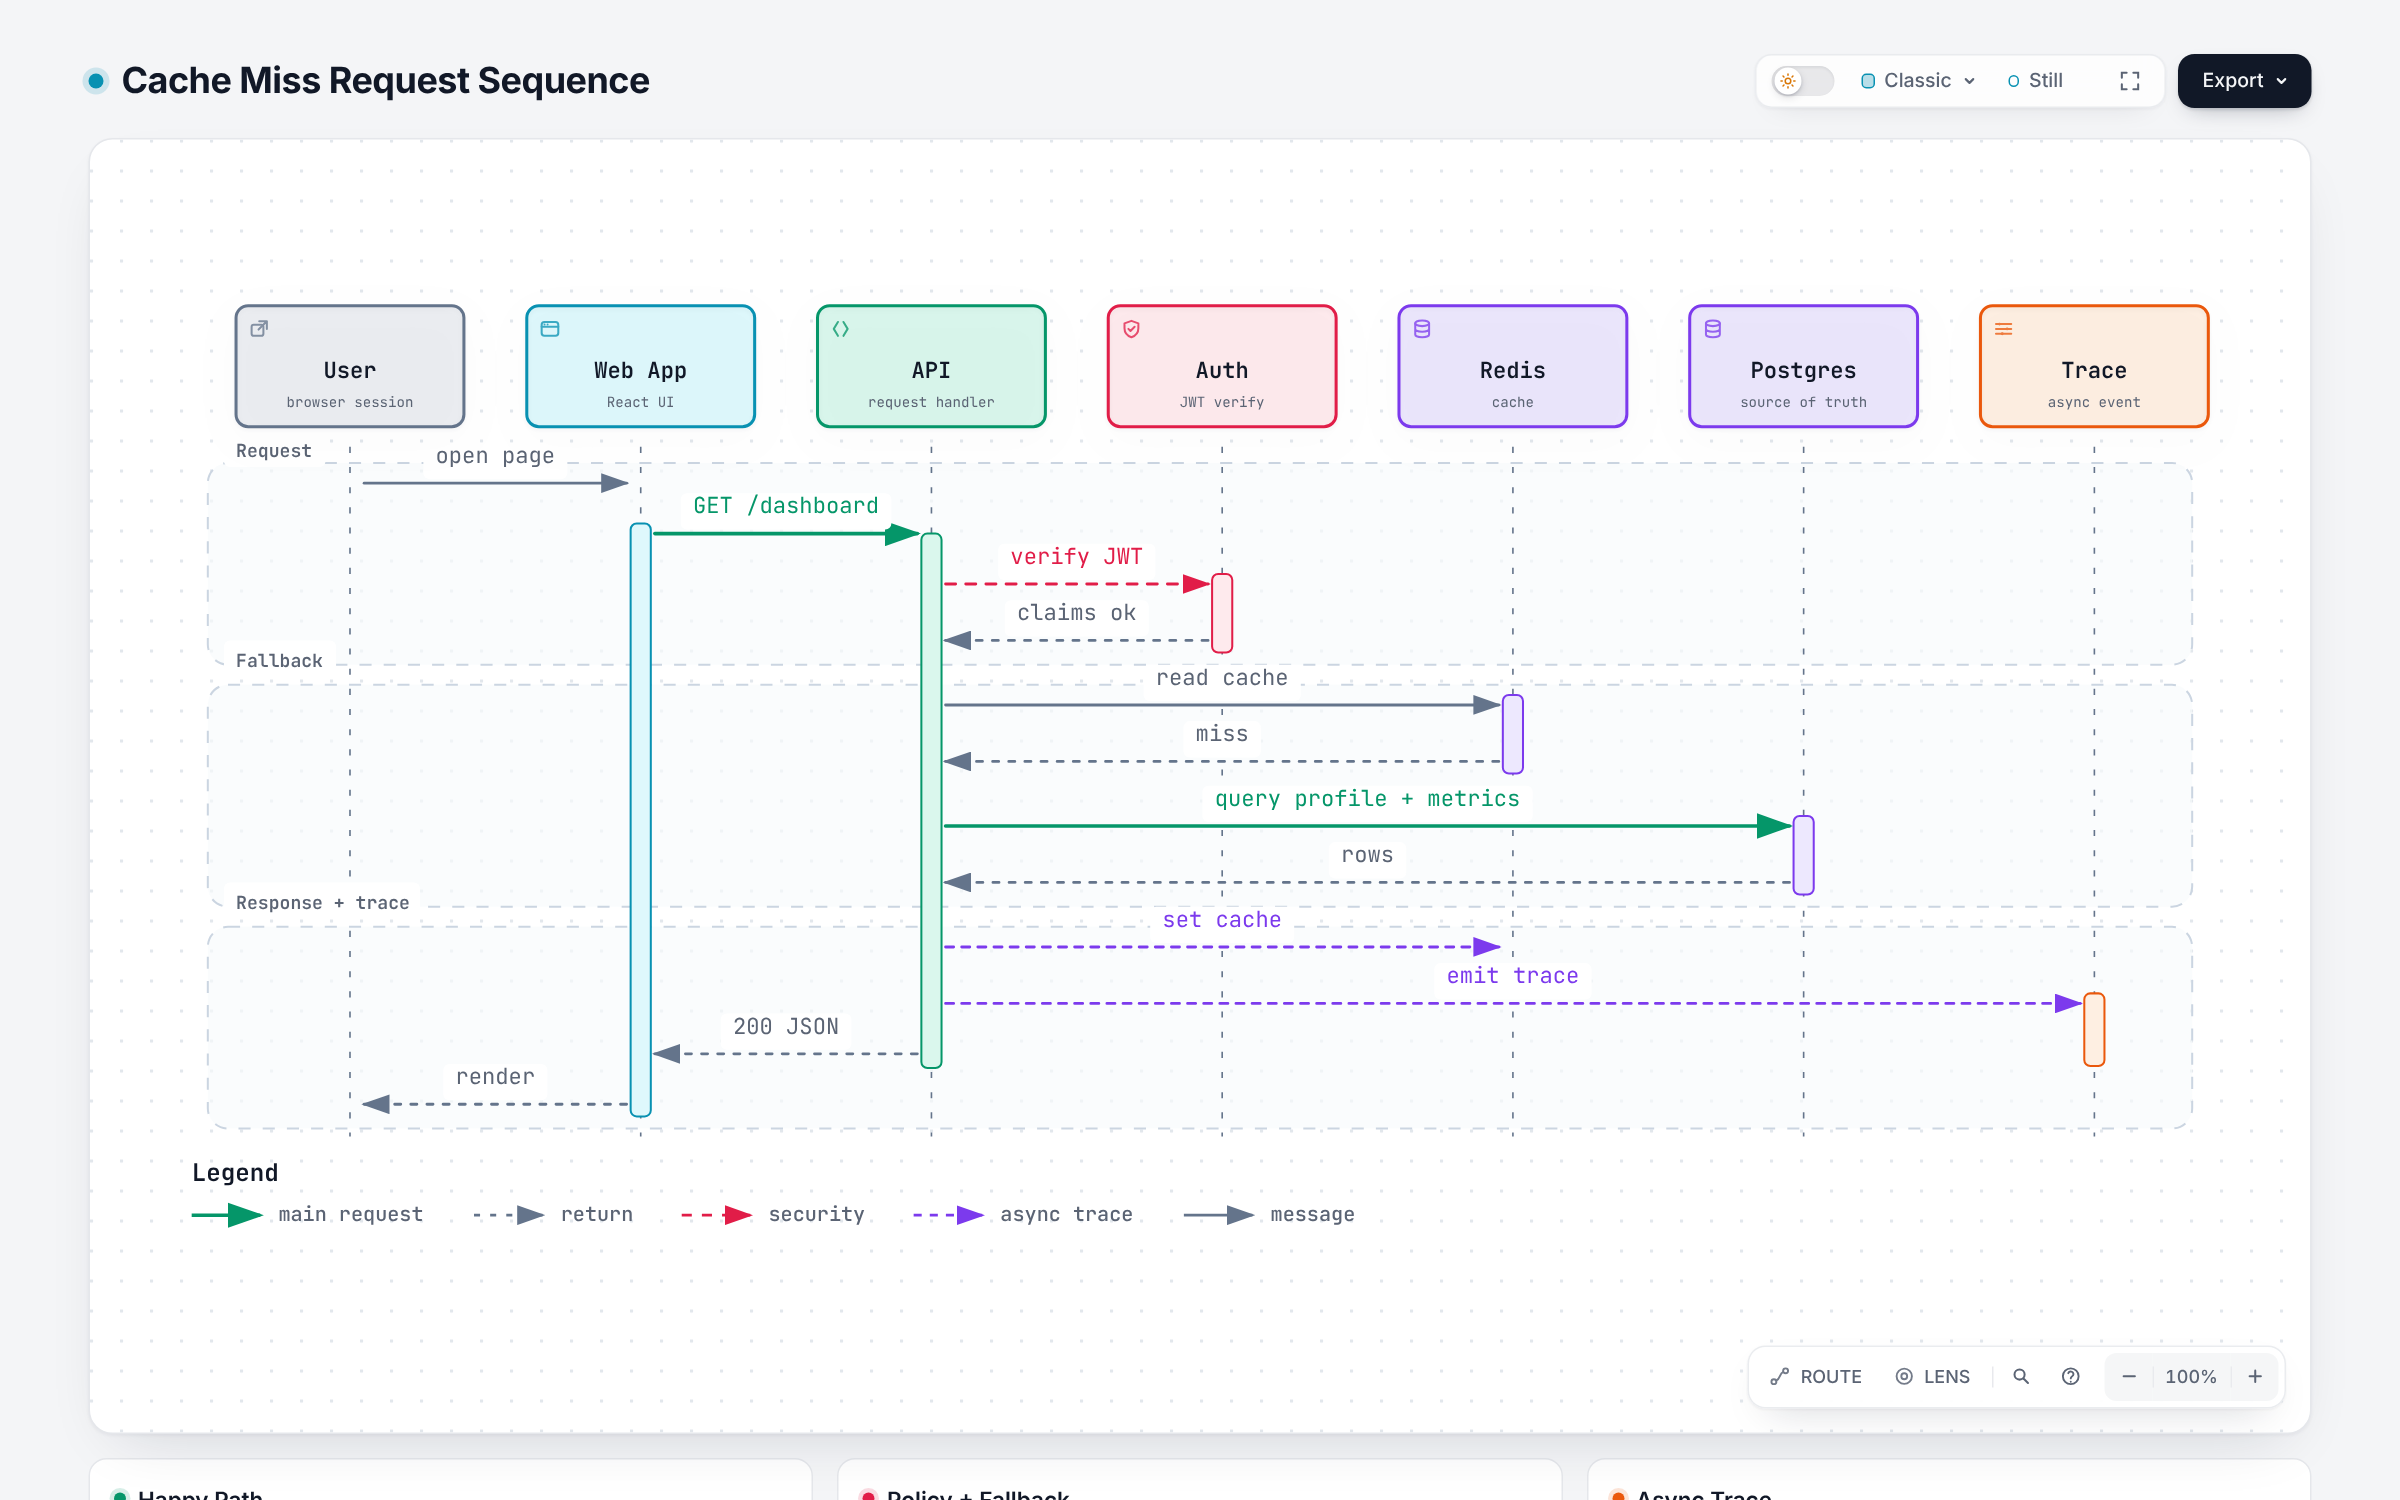 Cache Miss Request Sequence
Classic
Still
Export
User
browser session
Web App
React UI
API
request handler
Auth
JWT verify
Redis
cache
Postgres
source of truth
Trace
async event
Request
open page
GET /dashboard
verify JWT
claims ok
Fallback
read cache
miss
query profile + metrics
rows
Response + trace
set cache
emit trace
200 JSON
render
Legend
main request
return
security
async trace
message
ROUTE
LENS
100%
Happy Path
Policy + Fallback
Async Trace